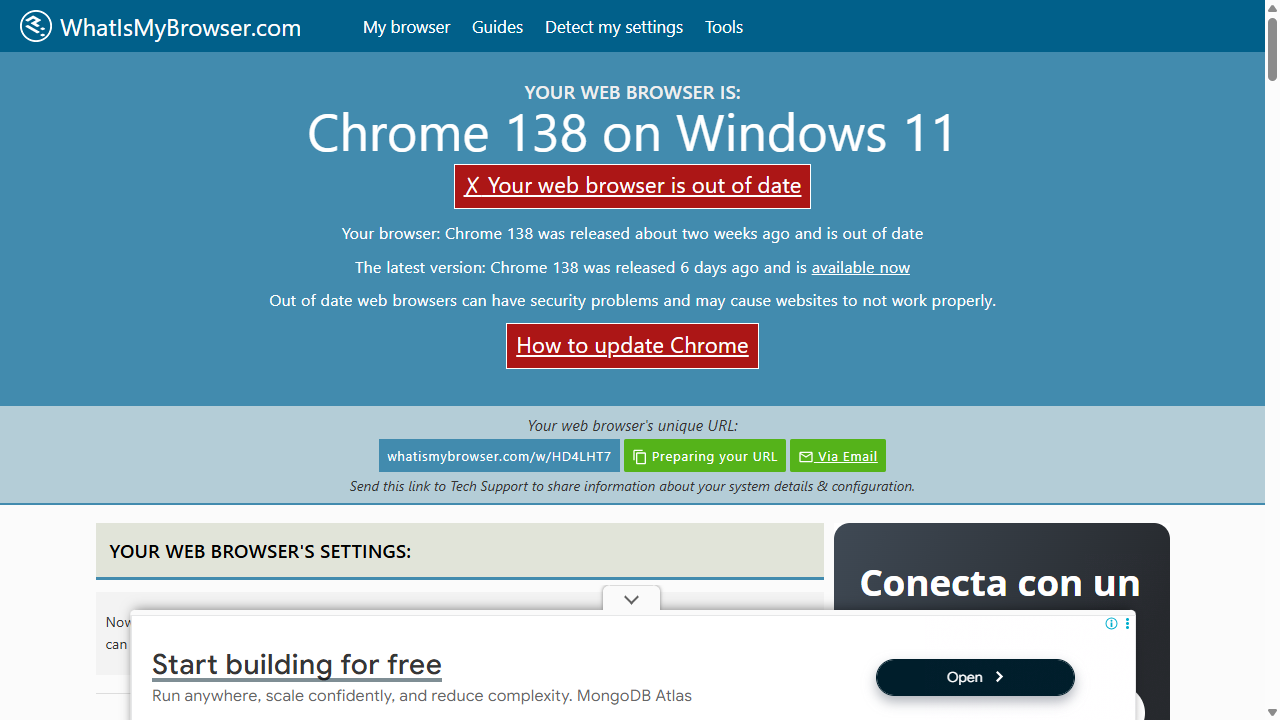 WhatIsMyBrowser.com
My browser Guides Detect my settings Tools
YOUR WEB BROWSER IS:
Chrome 138 on Windows 11
✗ Your web browser is out of date
Your browser: Chrome 138 was released about two weeks ago and is out of date
The latest version: Chrome 138 was released 6 days ago and is available now
Out of date web browsers can have security problems and may cause websites to not work properly.
How to update Chrome
Your web browser's unique URL:
whatismybrowser.com/w/HD4LHT7 Preparing your URL Via Email
Send this link to Tech Support to share information about your system details & configuration.
YOUR WEB BROWSER'S SETTINGS:
Conecta con un
can
Start building for free
Run anywhere, scale confidently, and reduce complexity. MongoDB Atlas
Open